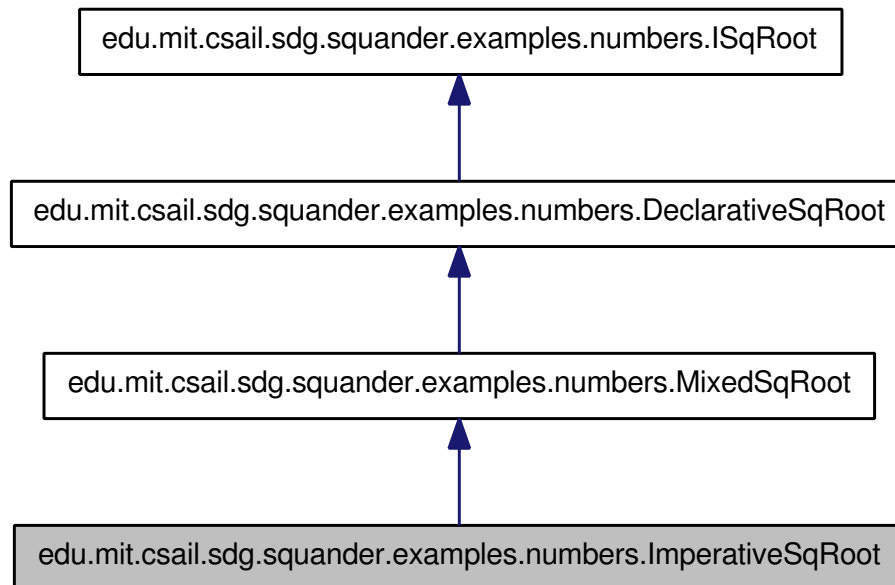 edu.mit.csail.sdg.squander.examples.numbers.ISqRoot
edu.mit.csail.sdg.squander.examples.numbers.DeclarativeSqRoot
edu.mit.csail.sdg.squander.examples.numbers.MixedSqRoot
edu.mit.csail.sdg.squander.examples.numbers.ImperativeSqRoot